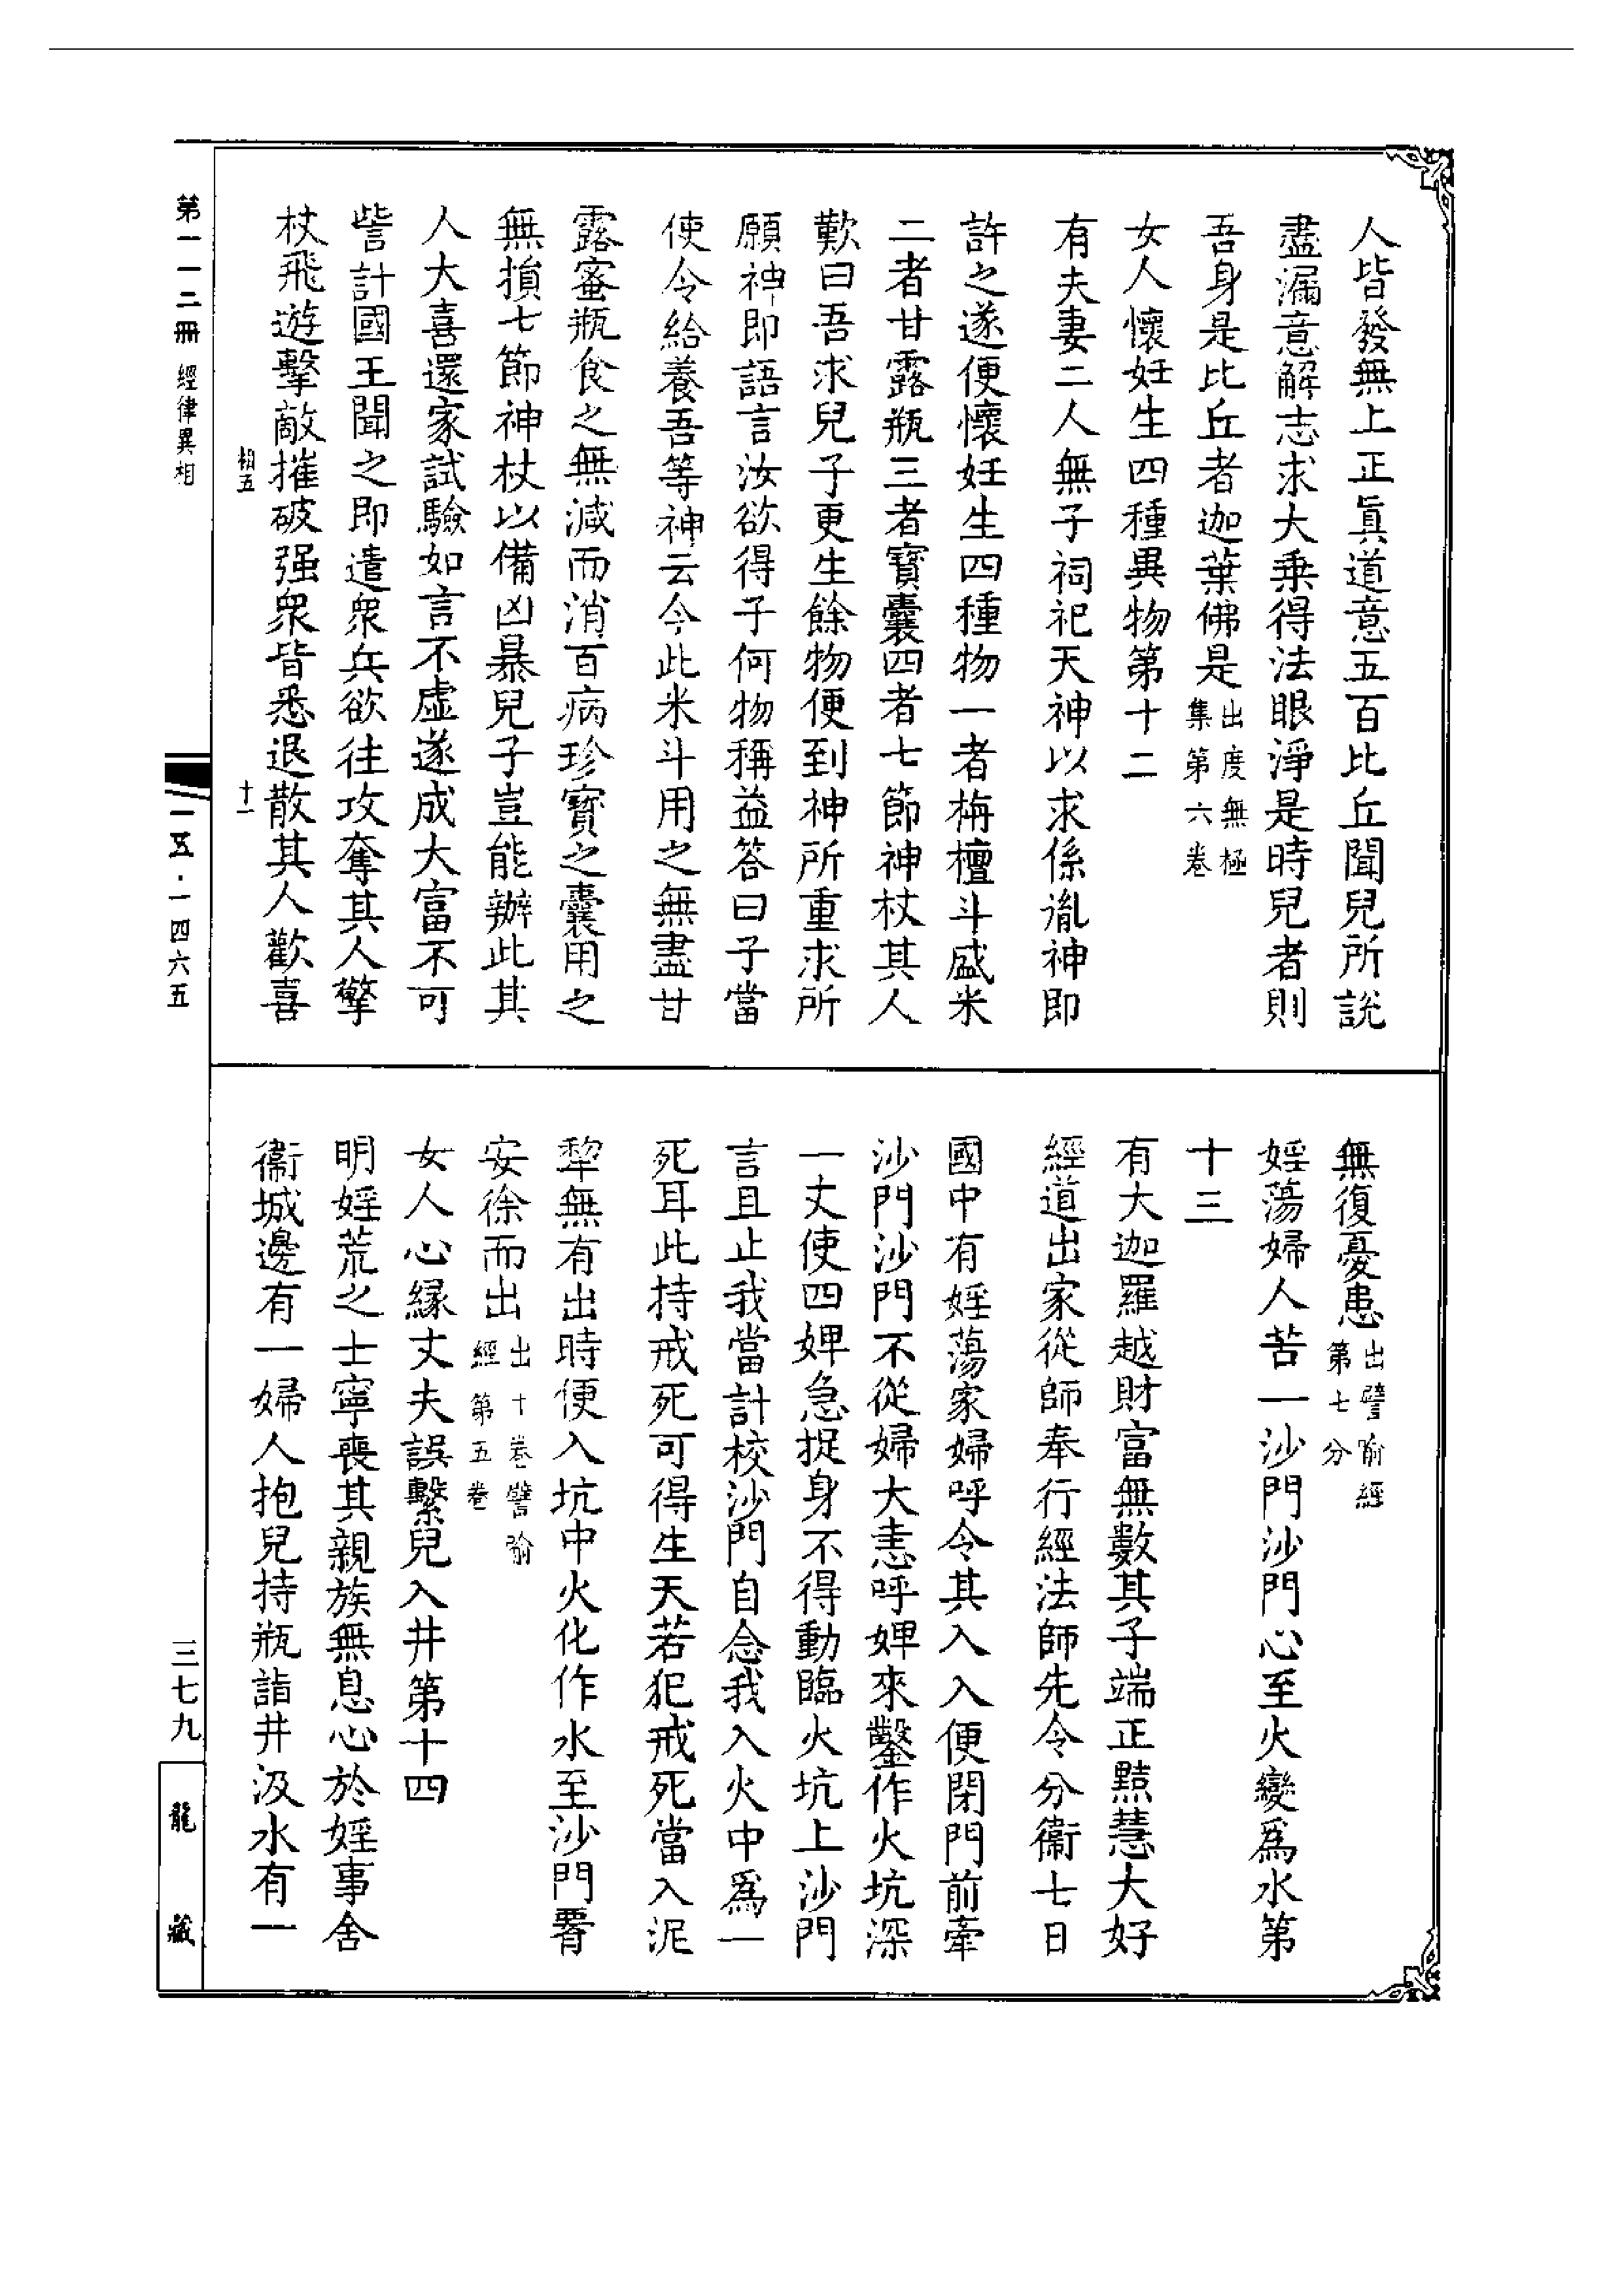 人皆發無上正眞道意五百比丘聞兒所説
盡漏意解志求大乗得法眼淨是時兒者則
吾身是比丘者迦葉佛是出度無極集第六卷
女人懷妊生四種異物第十二
有夫妻二人無子祠祀天神以求係胤神即
許之遂便懷妊生四種物一者栴檀斗盛米
二者甘露瓶三者寳囊四者七節神杖其人
歎曰吾求兒子更生餘物便到神所重求所
願神即語言汝欲得子何物稱益答曰子當
使令給養吾等神云今此米斗用之無盡甘
露蜜瓶食之無減而消百病珍寳之囊用之
無損七節神杖以備凶暴兒子豈能辦此其
人大喜還家試驗如言不虛遂成大富不可
訾計國王聞之即遣衆兵欲往攻奪其人擎
杖飛遊擊敵摧破强衆皆悉退散其人歡喜
相五
十一
無復憂患出譬喻經第七分
婬蕩婦人苦一沙門沙門心至火變爲水第
十三
有大迦羅越財富無數其子端正黠慧大好
經道出家從師奉行經法師先令分衞七日
國中有婬蕩家婦呼令其入入便閉門前牽
沙門沙門不從婦大恚呼婢來鑿作火坑深
一丈使四婢急捉身不得動臨火坑上沙門
言且止我當計校沙門自念我入火中爲一
死耳此持戒死可得生天若犯戒死當入泥
犂無有出時便入坑中火化作水至沙門膺
安徐而出出十卷譬喻經第五卷
女人心緣丈夫誤繫兒入井第十四
明婬荒之士寧喪其親族無息心於婬事舍
衞城邊有一婦人抱兒持瓶詣井汲水有一
第一一二冊 經律異相
一五·一四六五
三七九
龍藏